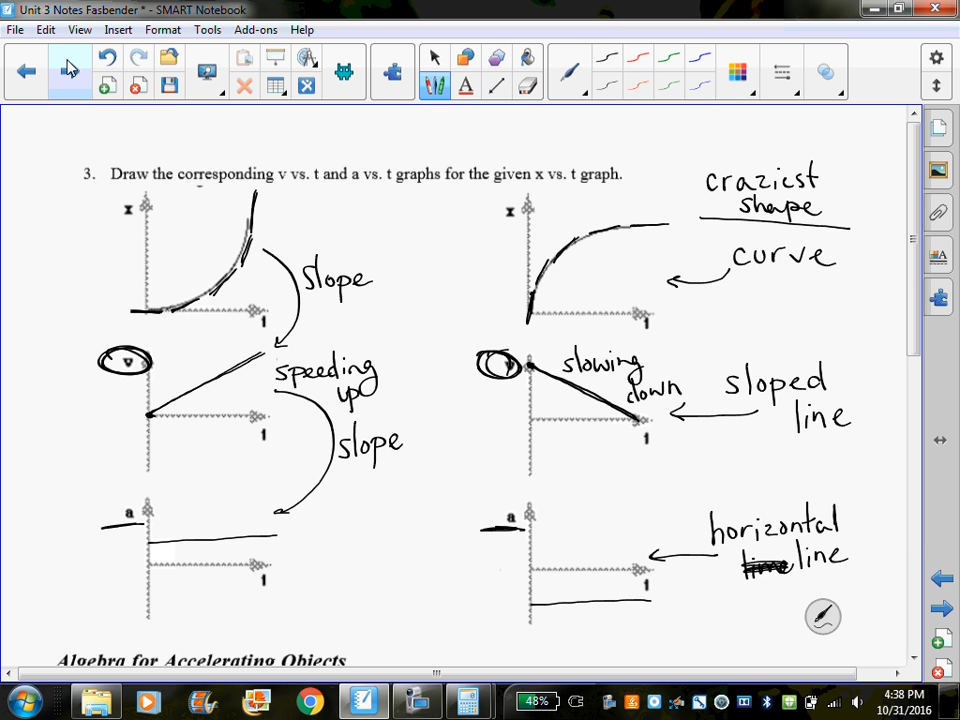 Unit 3 Notes Fasbender * - SMART Notebook
File Edit View Insert Format Tools Add-ons Help
3. Draw the corresponding v vs. t and a vs. t graphs for the given x vs. t graph.
craziest
shape
x
x
curve
slope
t
t
v
speeding
up
v
slowing
down
sloped
line
t
t
slope
a
a
horizontal
line
t
t
Algebra for Accelerating Objects
48%
4:38 PM
10/31/2016